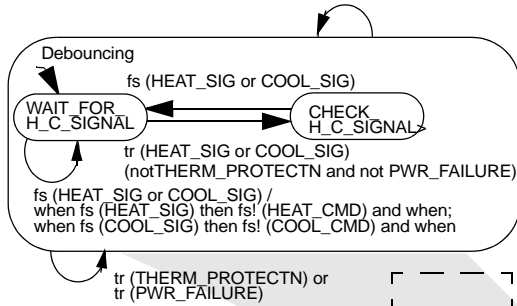 Debouncing
fs (HEAT_SIG or COOL_SIG)
WAIT_FOR_
H_C_SIGNAL
CHECK_
H_C_SIGNAL>
tr (HEAT_SIG or COOL_SIG)
(notTHERM_PROTECTN and not PWR_FAILURE)
fs (HEAT_SIG or COOL_SIG) /
when fs (HEAT_SIG) then fs! (HEAT_CMD) and when;
when fs (COOL_SIG) then fs! (COOL_CMD) and when
tr (THERM_PROTECTN) or
tr (PWR_FAILURE)